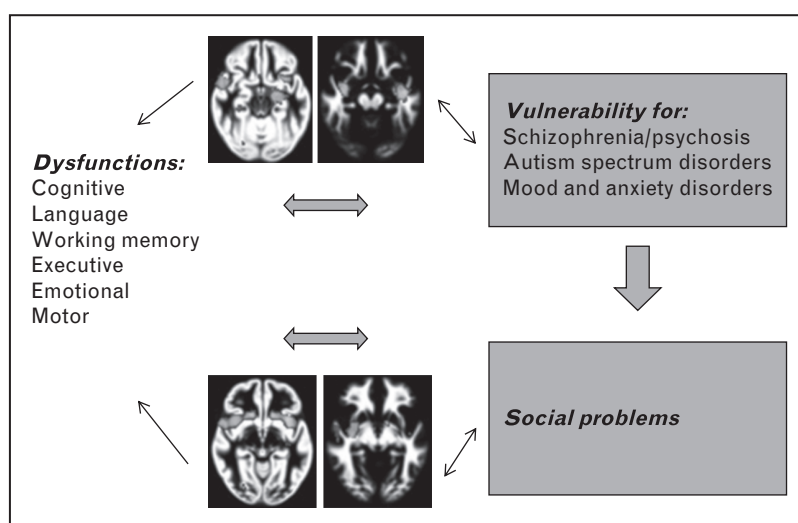 Dysfunctions:
Cognitive
Language
Working memory
Executive
Emotional
Motor
Vulnerability for:
Schizophrenia/psychosis
Autism spectrum disorders
Mood and anxiety disorders
Social problems